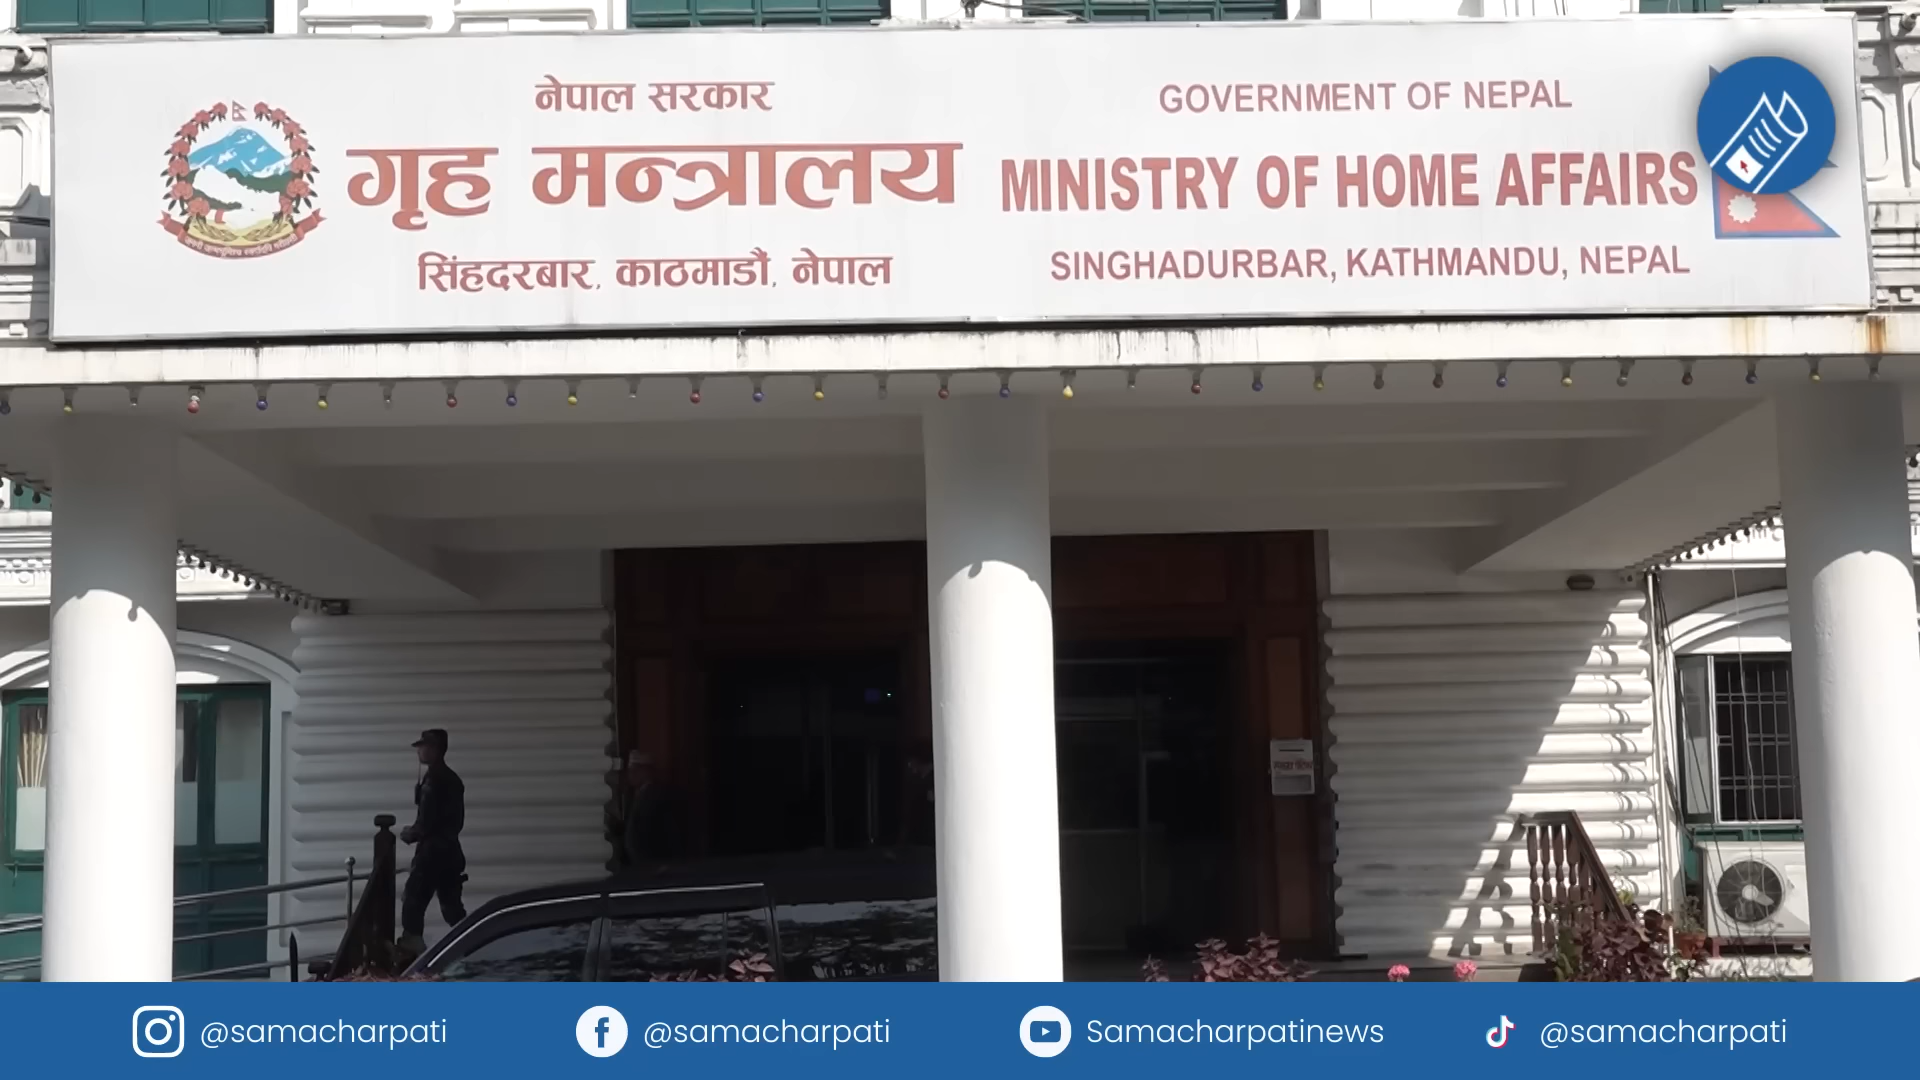 नेपाल सरकार
गृह मन्त्रालय
सिंहदरबार, काठमाडौं, नेपाल
GOVERNMENT OF NEPAL
MINISTRY OF HOME AFFAIRS
SINGHADURBAR, KATHMANDU, NEPAL
@samacharpati
@samacharpati
Samacharpatinews
@samacharpati